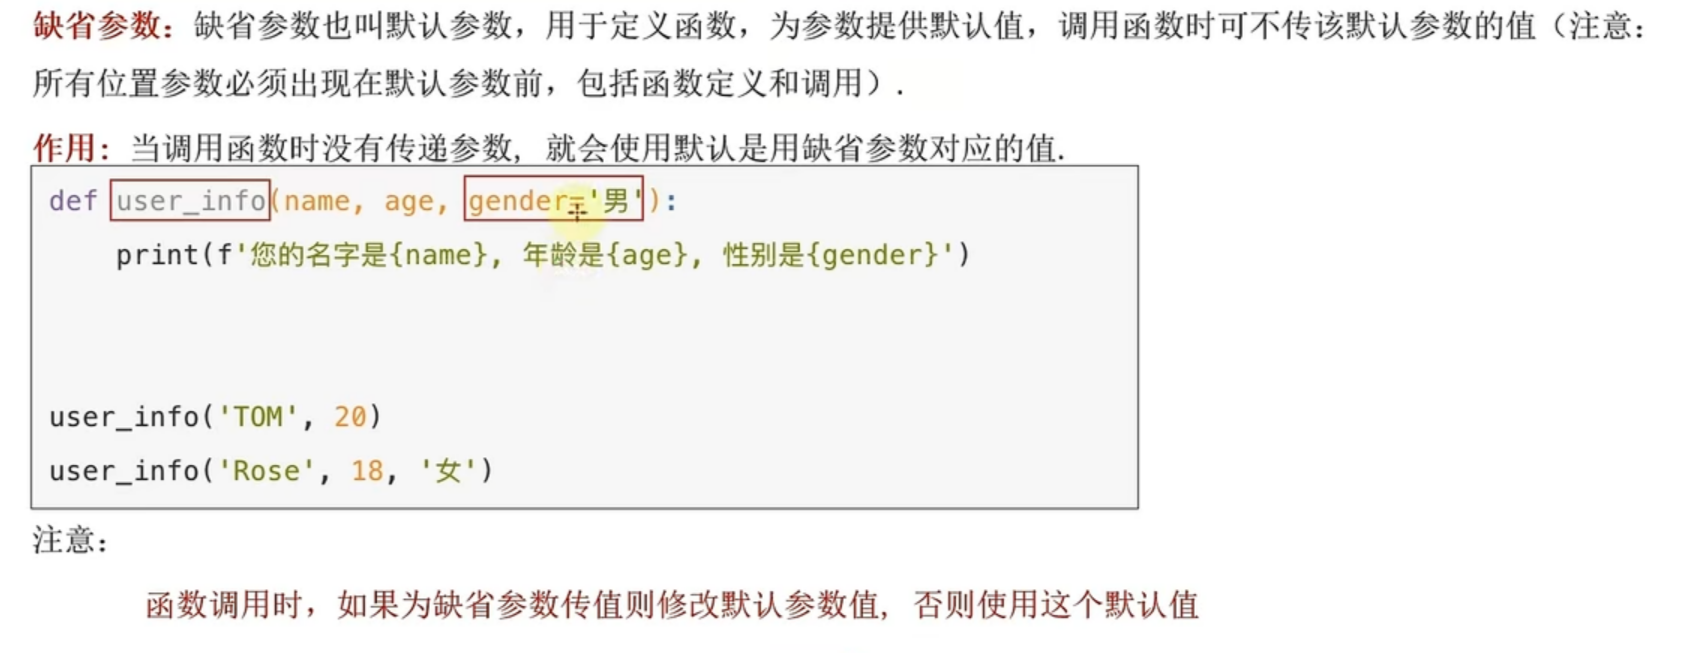 缺省参数：缺省参数也叫默认参数，用于定义函数，为参数提供默认值，调用函数时可不传该默认参数的值（注意：
所有位置参数必须出现在默认参数前，包括函数定义和调用）.
作用：当调用函数时没有传递参数, 就会使用默认是用缺省参数对应的值.
def user_info(name, age, gender='男'):
    print(f'您的名字是{name}, 年龄是{age}, 性别是{gender}')
user_info('TOM', 20)
user_info('Rose', 18, '女')
注意：
函数调用时，如果为缺省参数传值则修改默认参数值, 否则使用这个默认值